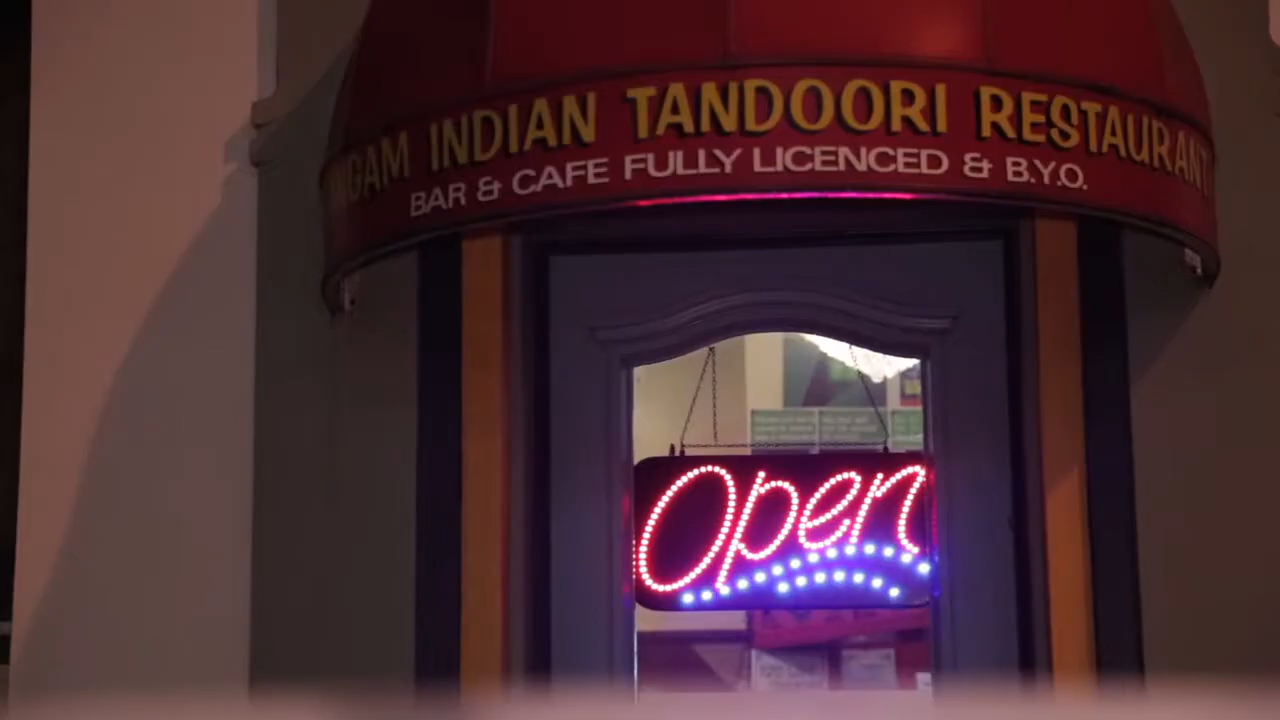 INDIAN TANDOORI RESTAURANT
BAR & CAFE FULLY LICENCED & B.Y.O.
Open